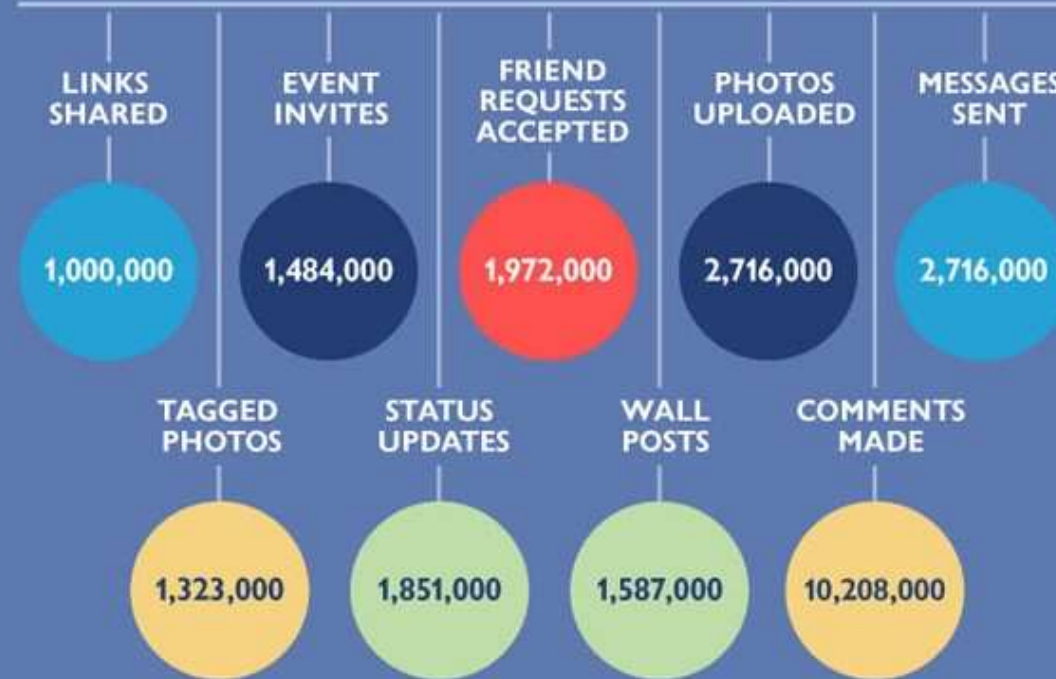 LINKS
SHARED
EVENT
INVITES
FRIEND
REQUESTS
ACCEPTED
PHOTOS
UPLOADED
MESSAGES
SENT
1,000,000
1,484,000
1,972,000
2,716,000
2,716,000
TAGGED
PHOTOS
STATUS
UPDATES
WALL
POSTS
COMMENTS
MADE
1,323,000
1,851,000
1,587,000
10,208,000